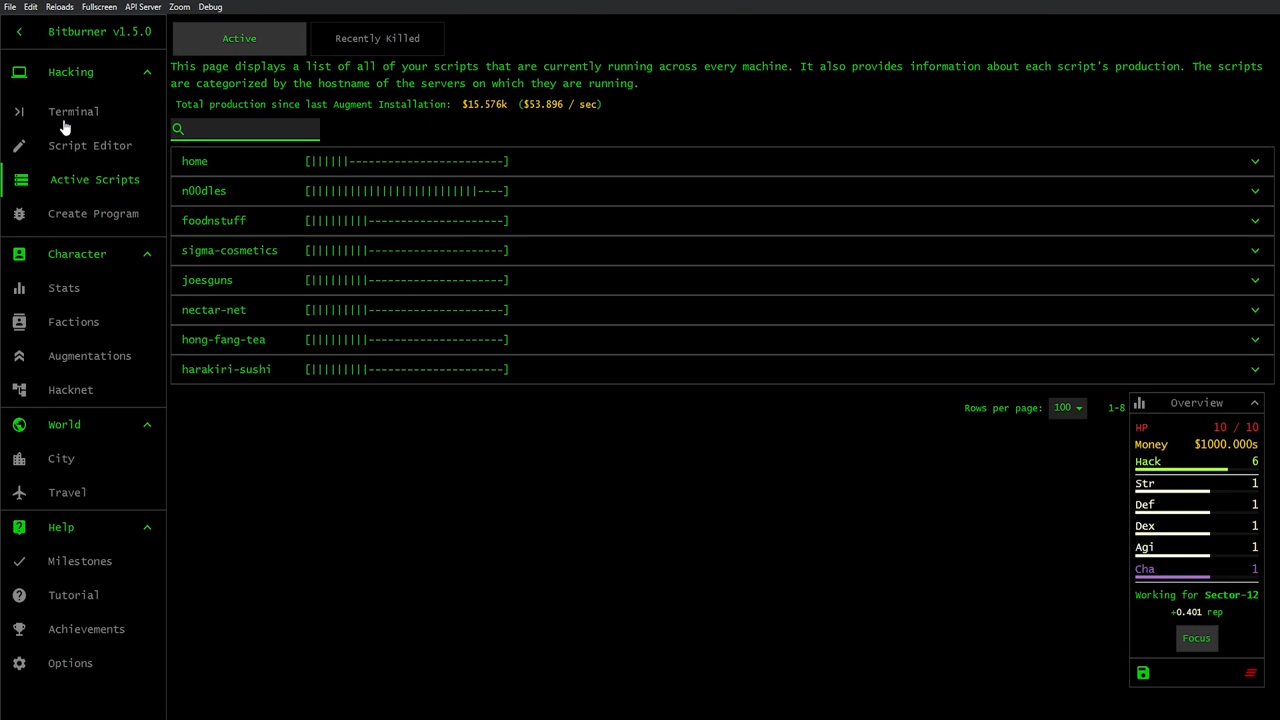 File Edit Reloads Fullscreen API Server Zoom Debug
Bitburner v1.5.0
Hacking
Terminal
Script Editor
Active Scripts
Create Program
Character
Stats
Factions
Augmentations
Hacknet
World
City
Travel
Help
Milestones
Tutorial
Achievements
Options
Active Recently Killed
This page displays a list of all of your scripts that are currently running across every machine. It also provides information about each script's production. The scripts
are categorized by the hostname of the servers on which they are running.
Total production since last Augment Installation: $15.576k ($53.896 / sec)
home [||||||------------------------]
n00dles [||||||||||||||||||||||||||----]
foodnstuff [|||||||||---------------------]
sigma-cosmetics [|||||||||---------------------]
joesguns [|||||||||---------------------]
nectar-net [|||||||||---------------------]
hong-fang-tea [|||||||||---------------------]
harakiri-sushi [|||||||||---------------------]
Rows per page: 100 1-8
Overview
HP 10 / 10
Money $1000.000s
Hack 6
Str 1
Def 1
Dex 1
Agi 1
Cha 1
Working for Sector-12
+0.401 rep
Focus